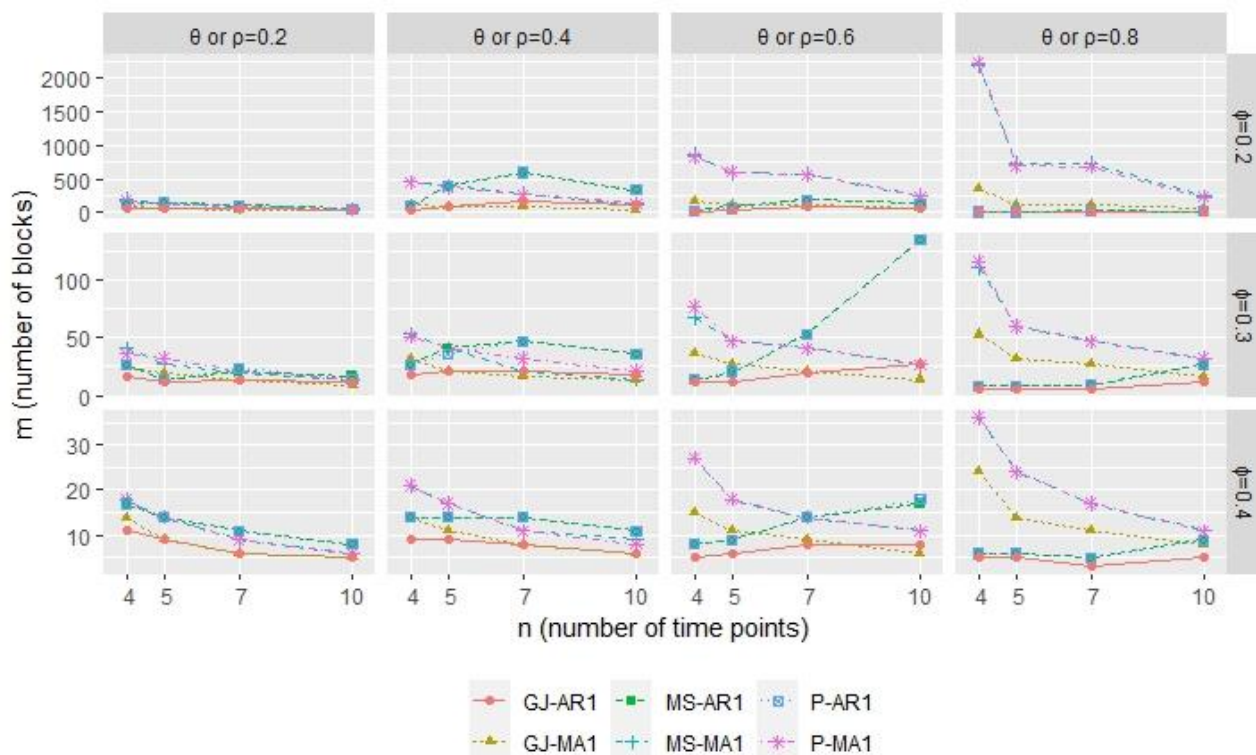 θ or ρ=0.2
θ or ρ=0.4
θ or ρ=0.6
θ or ρ=0.8
m (number of blocks)
2000
1500
1000
500
0
ϕ=0.2
100
50
0
ϕ=0.3
30
20
10
ϕ=0.4
4 5 7 10
4 5 7 10
4 5 7 10
4 5 7 10
n (number of time points)
GJ-AR1 MS-AR1 P-AR1
GJ-MA1 MS-MA1 P-MA1